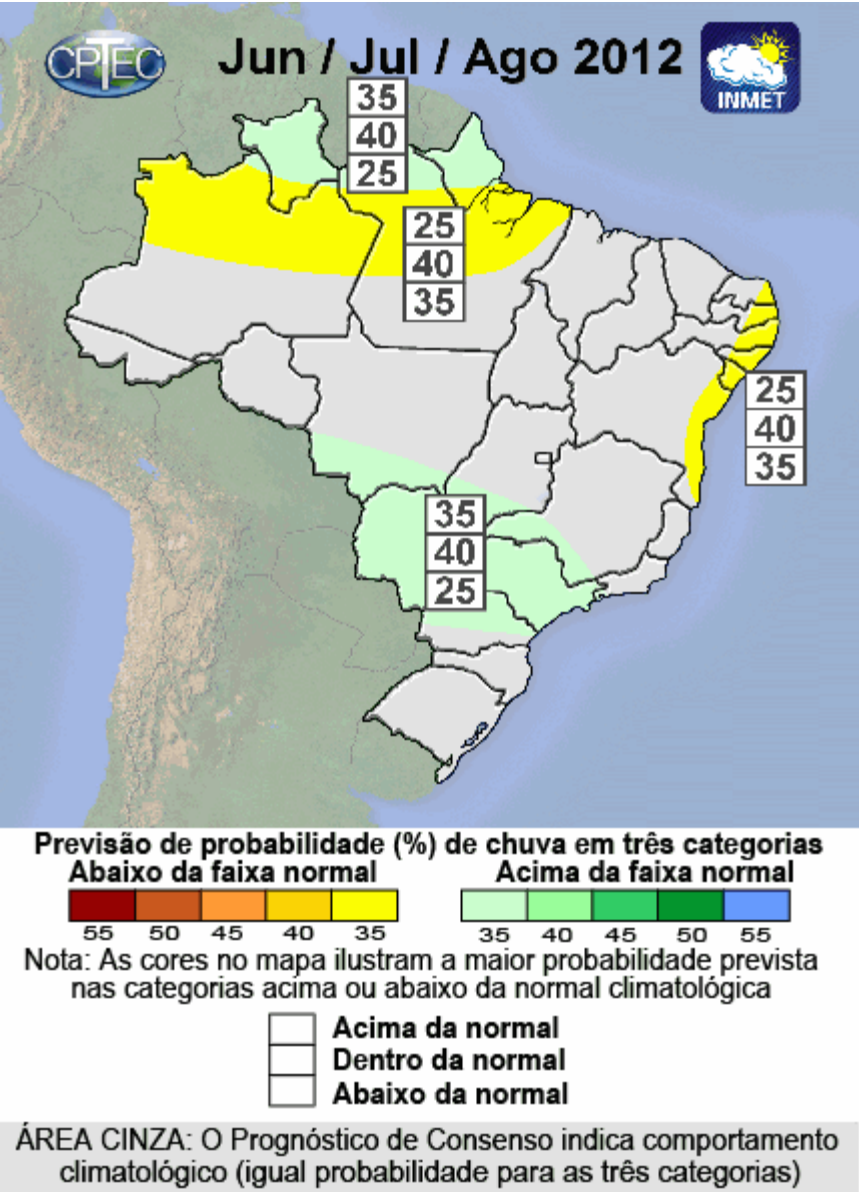 CPTEC
Jun / Jul / Ago 2012
INMET
35
40
25
25
40
35
25
40
35
35
40
25
Previsão de probabilidade (%) de chuva em três categorias
Abaixo da faixa normal
Acima da faixa normal
55 50 45 40 35
35 40 45 50 55
Nota: As cores no mapa ilustram a maior probabilidade prevista
nas categorias acima ou abaixo da normal climatológica
Acima da normal
Dentro da normal
Abaixo da normal
ÁREA CINZA: O Prognóstico de Consenso indica comportamento
climatológico (igual probabilidade para as três categorias)